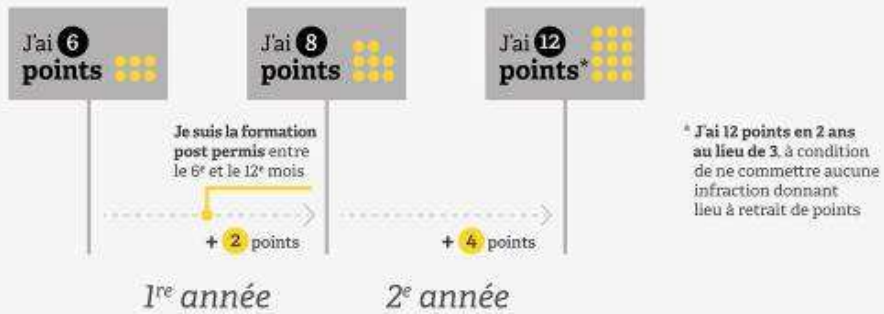 J'ai 6
points
J'ai 8
points
J'ai 12
points*
Je suis la formation
post permis entre
le 6e et le 12e mois
* J'ai 12 points en 2 ans
au lieu de 3, à condition
de ne commettre aucune
infraction donnant
lieu à retrait de points
+ 2 points
+ 4 points
1re année
2e année